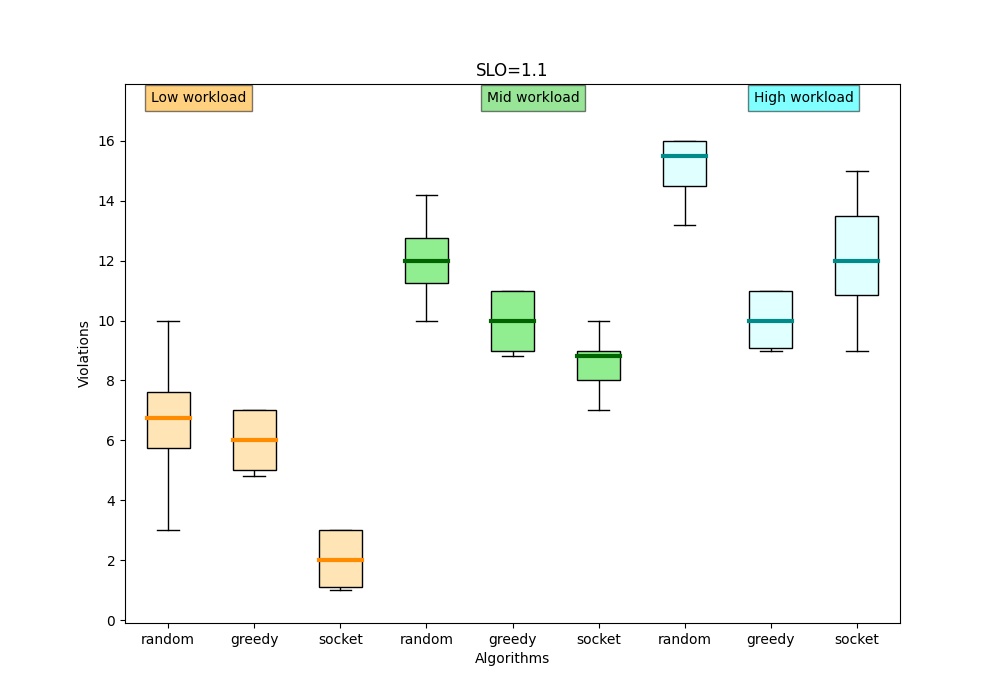 SLO=1.1
Low workload
Mid workload
High workload
16
14
12
10
8
6
4
2
0
Violations
random greedy socket random greedy socket random greedy socket
Algorithms